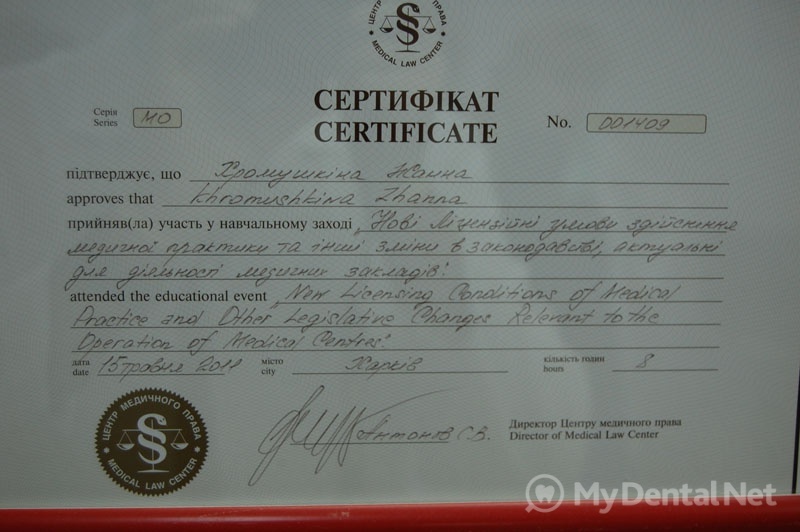 ЦЕНТР МЕДИЧНОГО ПРАВА
MEDICAL LAW CENTER
СЕРТИФІКАТ
CERTIFICATE
Серія
Series
МО
No.
001409
підтверджує, що Хромушкіна Жанна
approves that Khromushkina Zhanna
прийняв(ла) участь у навчальному заході „Нові Ліцензійні умови здійснення
медичної практики та інші зміни в законодавстві, актуальні
для діяльності медичних закладів".
attended the educational event „New Licensing Conditions of Medical
Practice and Other Legislative Changes Relevant to the
Operation of Medical Centres".
дата
date
15 травня 2011
місто
city
Харків
кількість годин
hours
8
ЦЕНТР МЕДИЧНОГО ПРАВА
MEDICAL LAW CENTER
Антонов С.В.
Директор Центру медичного права
Director of Medical Law Center
MyDentalNet